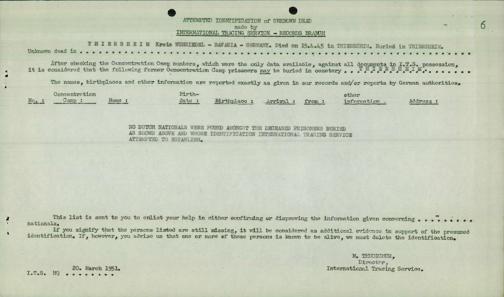 ATTEMPTED IDENTIFICATION of UNKNOWN DEAD
made by
INTERNATIONAL TRACING SERVICE - RECORDS BRANCH
6
THIERSHEIM Kreis WUNSIEDEL - BAVARIA - GERMANY. Died on 15.4.45 in THIERSHEIM. Buried in THIERSHEIM.
Unknown dead in
After checking the Concentration Camp numbers, which were the only data available, against all documents in I.T.S. possession,
it is considered that the following former Concentration Camp prisoners may be buried in cemetery . . THIERSHEIM . .
The names, birthplaces and other information are reported exactly as given in our records and/or reports by German authorities.
Concentration Birth- other
No. : Camp : Name : Date : Birthplace : Arrival : from : information . Address :
NO DUTCH NATIONALS WERE FOUND AMONGST THE DECEASED PRISONERS BURIED
AS SHOWN ABOVE AND WHOSE IDENTIFICATION INTERNATIONAL TRACING SERVICE
ATTEMPTED TO ESTABLISH.
This list is sent to you to enlist your help in either confirming or disproving the information given concerning . . . . . . . .
nationals.
If you signify that the persons listed are still missing, it will be considered as additional evidence in support of the presumed
identification. If, however, you advise us that one or more of these persons is known to be alive, we must delete the identification.
M. THUDICHUM,
Director,
International Tracing Service.
20. March 1951.
I.T.S. HQ . . . . . . . .